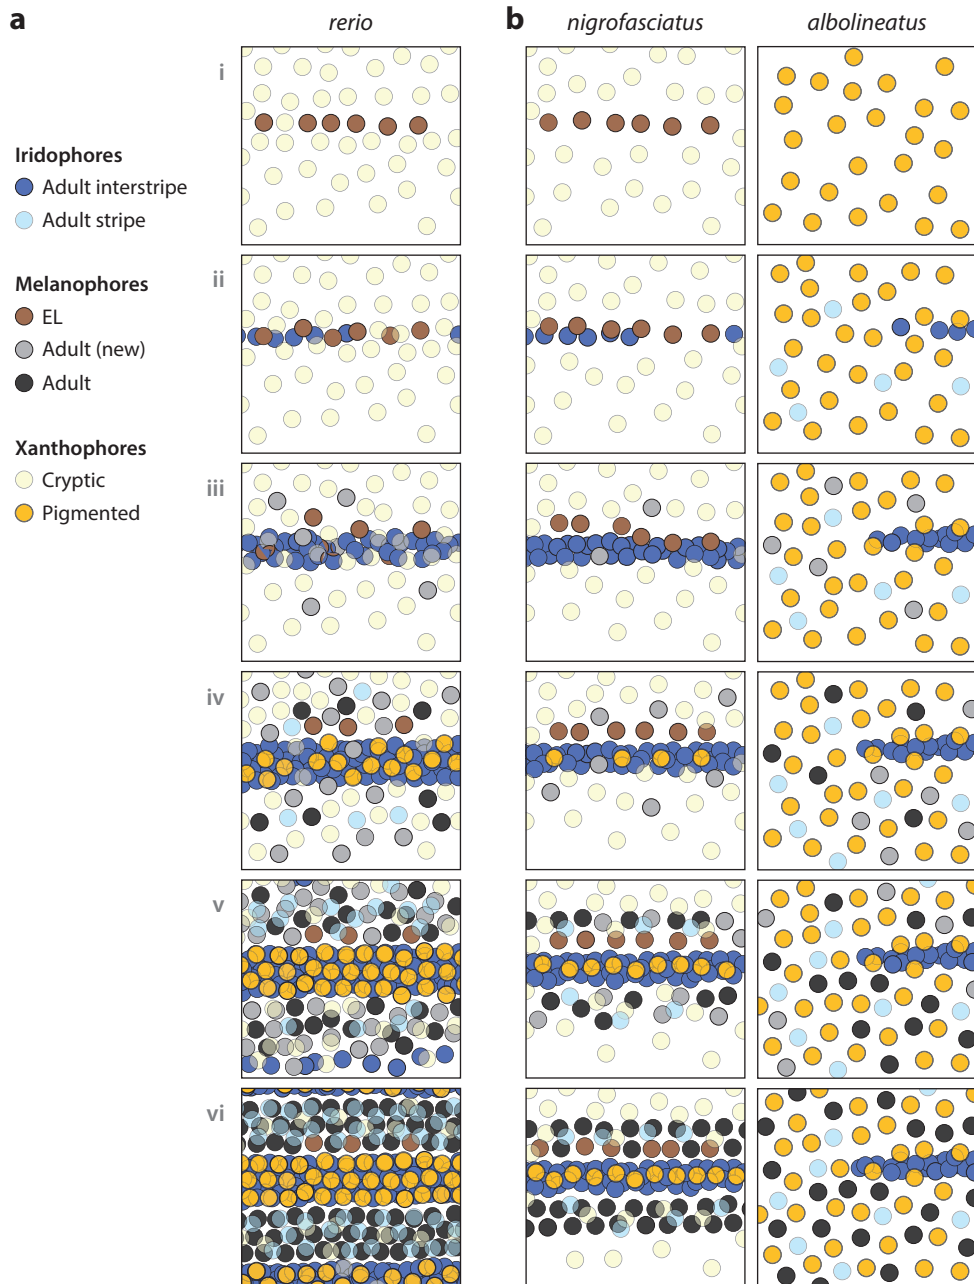 a
rerio
b
nigrofasciatus
albolineatus
i
Iridophores
Adult interstripe
Adult stripe
ii
Melanophores
EL
Adult (new)
Adult
Xanthophores
Cryptic
iii
Pigmented
iv
v
vi